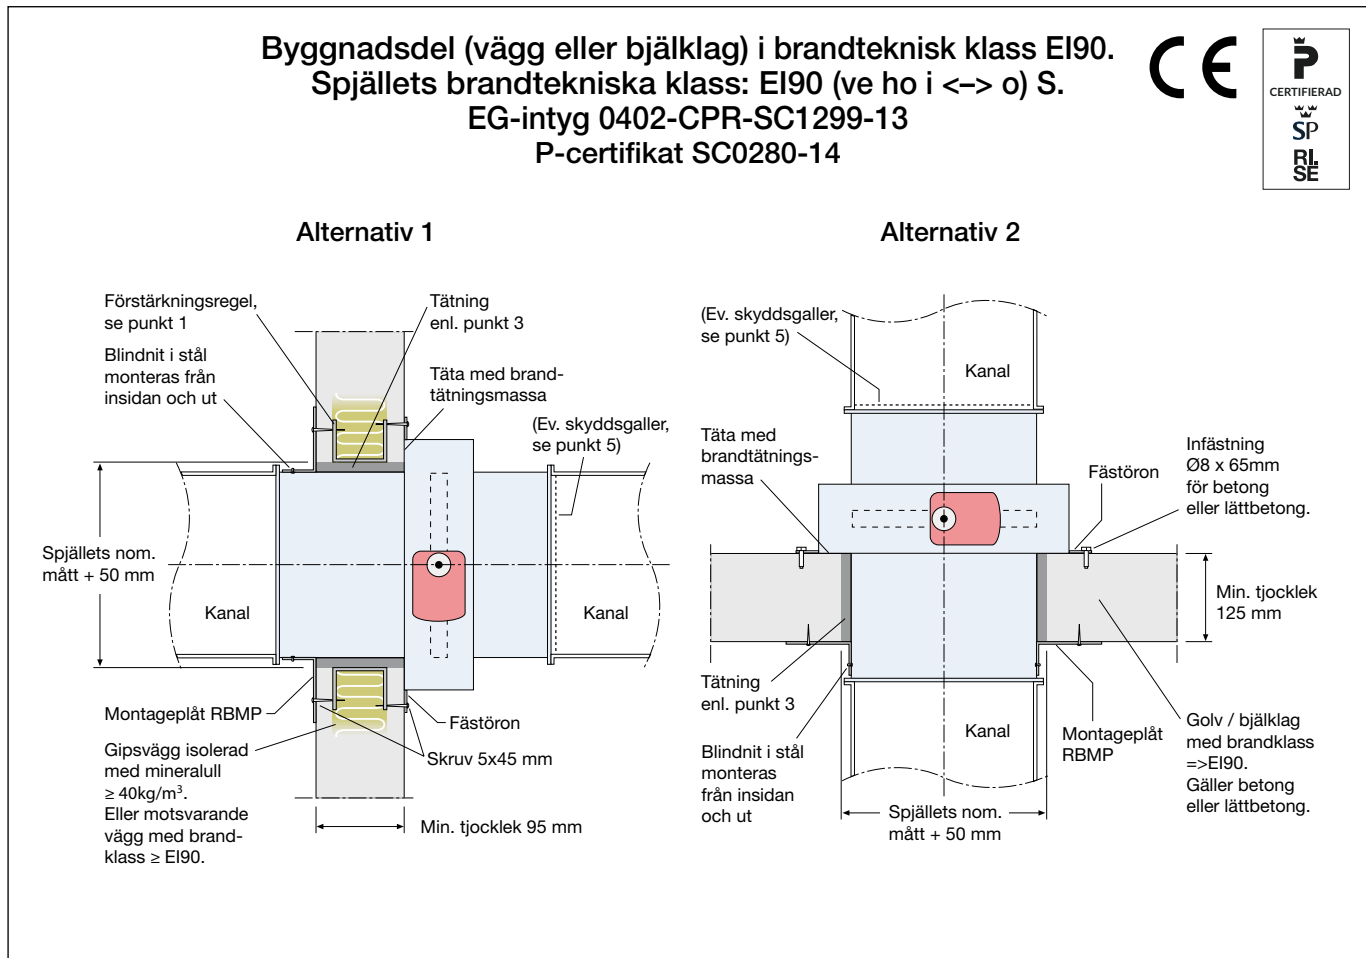 Byggnadsdel (vägg eller bjälklag) i brandteknisk klass EI90.
Spjällets brandtekniska klass: EI90 (ve ho i <-> o) S.
EG-intyg 0402-CPR-SC1299-13
P-certifikat SC0280-14
CE
P
CERTIFIERAD
SP
RI.
SE
Alternativ 1
Förstärkningsregel,
se punkt 1
Tätning
enl. punkt 3
Blindnit i stål
monteras från
insidan och ut
Täta med brand-
tätningsmassa
(Ev. skyddsgaller,
se punkt 5)
Spjällets nom.
mått + 50 mm
Kanal
Kanal
Montageplåt RBMP
Fästöron
Skruv 5x45 mm
Gipsvägg isolerad
med mineralull
≥ 40kg/m³.
Eller motsvarande
vägg med brand-
klass ≥ EI90.
Min. tjocklek 95 mm
Alternativ 2
(Ev. skyddsgaller,
se punkt 5)
Kanal
Täta med
brandtätnings-
massa
Fästöron
Infästning
Ø8 x 65mm
för betong
eller lättbetong.
Min. tjocklek
125 mm
Tätning
enl. punkt 3
Kanal
Montageplåt
RBMP
Golv / bjälklag
med brandklass
=>EI90.
Gäller betong
eller lättbetong.
Blindnit i stål
monteras
från insidan
och ut
Spjällets nom.
mått + 50 mm